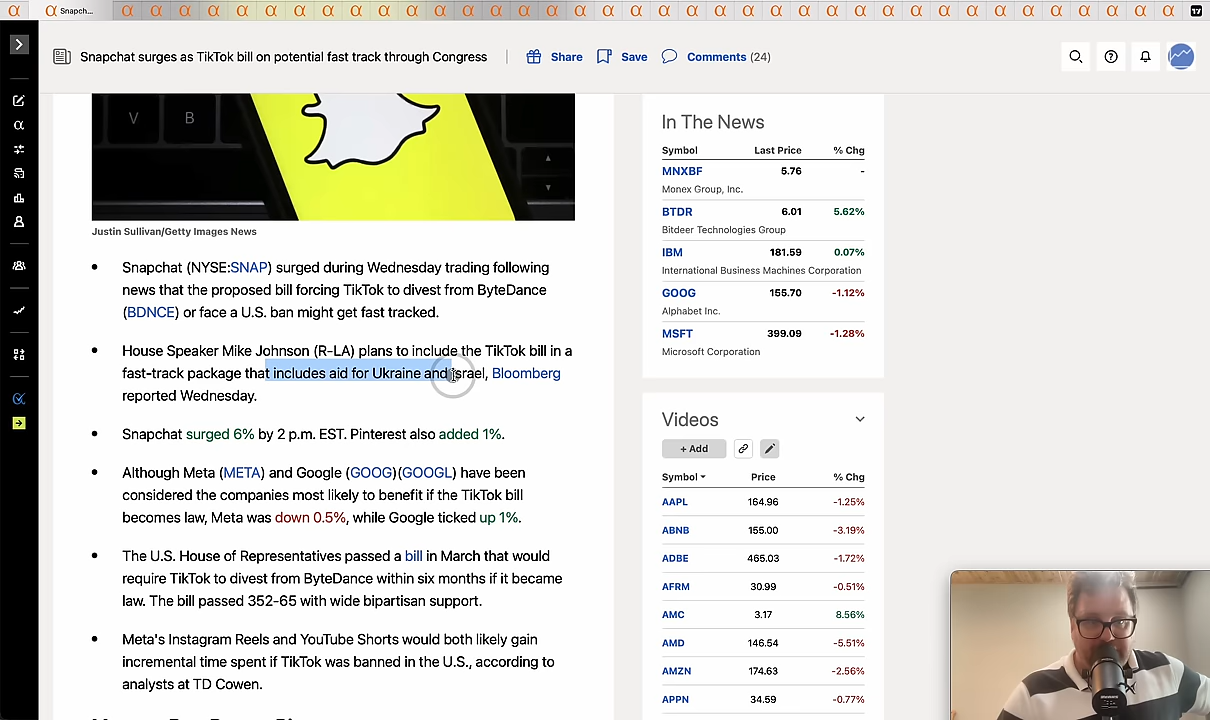 Snapch...
Snapchat surges as TikTok bill on potential fast track through Congress
Share
Save
Comments (24)
V
B
Justin Sullivan/Getty Images News
Snapchat (NYSE:SNAP) surged during Wednesday trading following
news that the proposed bill forcing TikTok to divest from ByteDance
(BDNCE) or face a U.S. ban might get fast tracked.
House Speaker Mike Johnson (R-LA) plans to include the TikTok bill in a
fast-track package that includes aid for Ukraine and Israel, Bloomberg
reported Wednesday.
Snapchat surged 6% by 2 p.m. EST. Pinterest also added 1%.
Although Meta (META) and Google (GOOG)(GOOGL) have been
considered the companies most likely to benefit if the TikTok bill
becomes law, Meta was down 0.5%, while Google ticked up 1%.
The U.S. House of Representatives passed a bill in March that would
require TikTok to divest from ByteDance within six months if it became
law. The bill passed 352-65 with wide bipartisan support.
Meta's Instagram Reels and YouTube Shorts would both likely gain
incremental time spent if TikTok was banned in the U.S., according to
analysts at TD Cowen.
In The News
Symbol Last Price % Chg
MNXBF 5.76 -
Monex Group, Inc.
BTDR 6.01 5.62%
Bitdeer Technologies Group
IBM 181.59 0.07%
International Business Machines Corporation
GOOG 155.70 -1.12%
Alphabet Inc.
MSFT 399.09 -1.28%
Microsoft Corporation
Videos
+ Add
Symbol Price % Chg
AAPL 164.96 -1.25%
ABNB 155.00 -3.19%
ADBE 465.03 -1.72%
AFRM 30.99 -0.51%
AMC 3.17 8.56%
AMD 146.54 -5.51%
AMZN 174.63 -2.56%
APPN 34.59 -0.77%